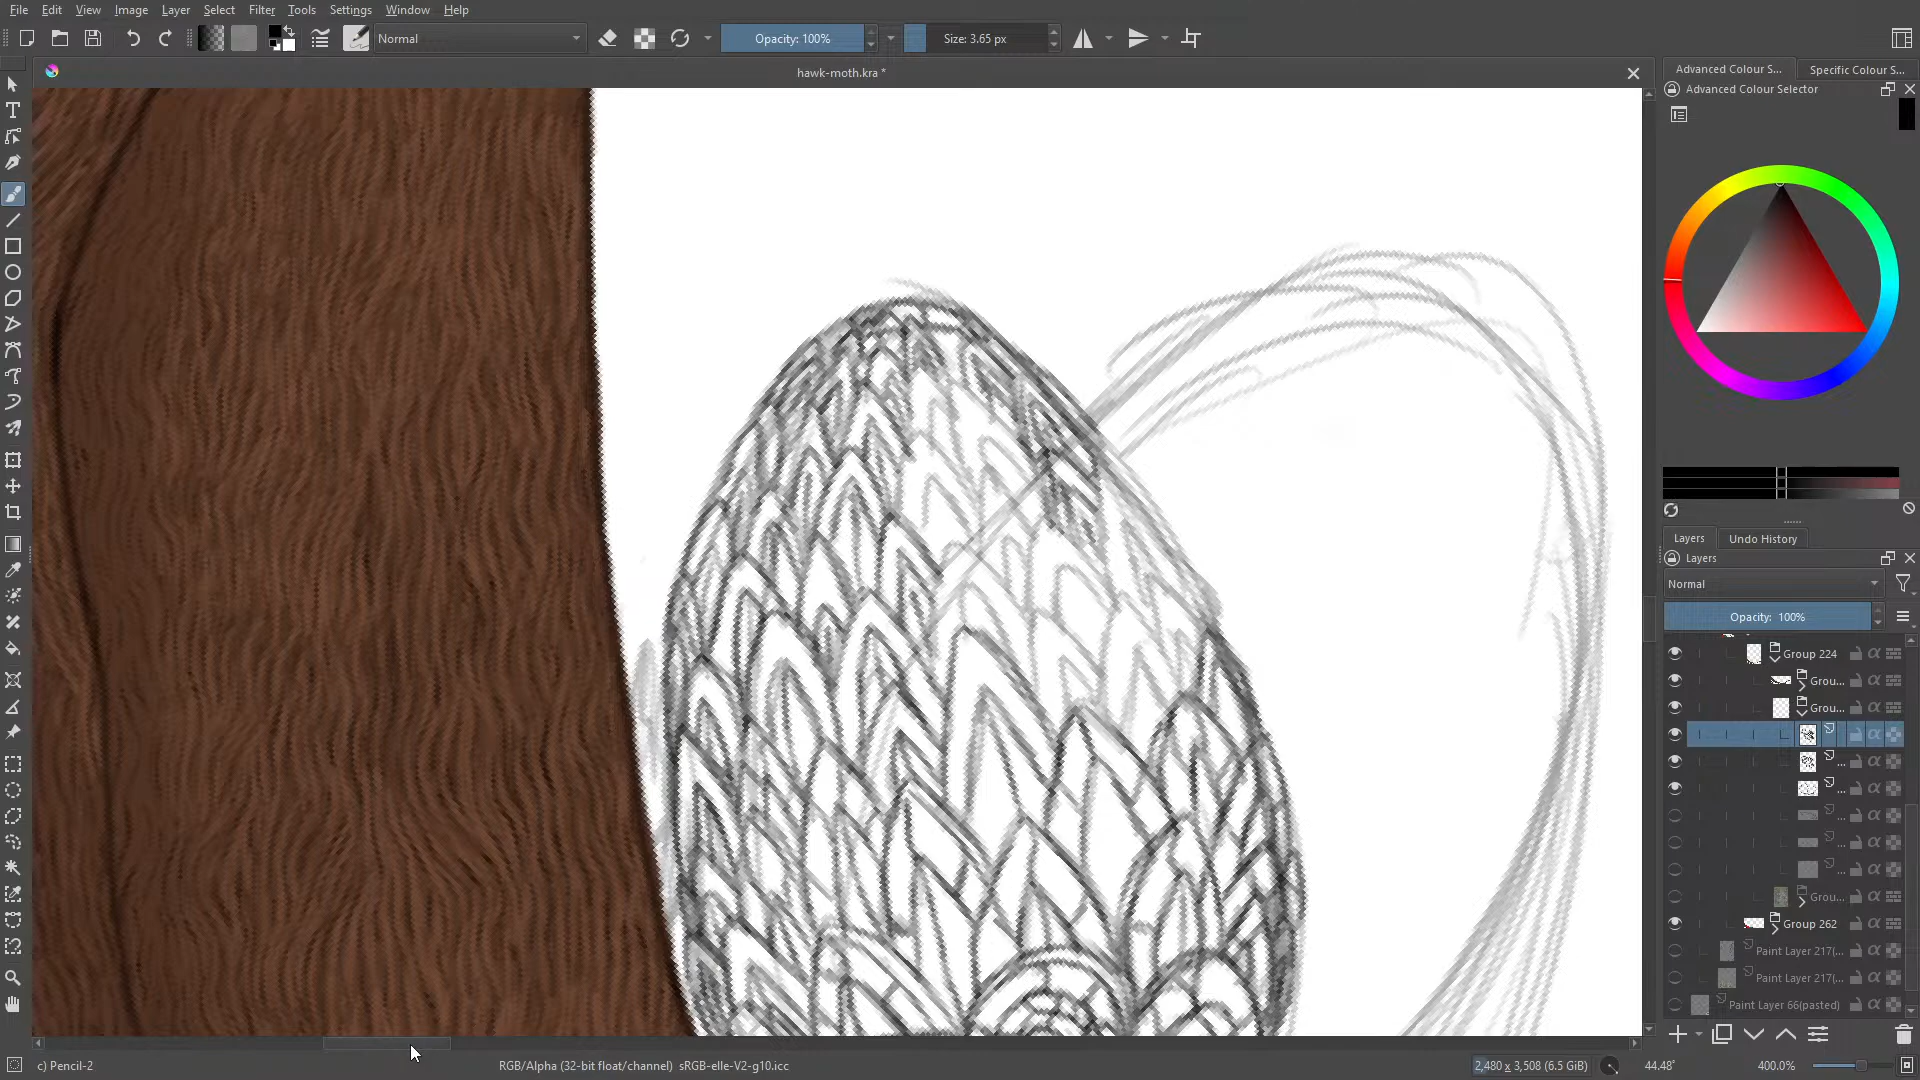 File Edit View Image Layer Select Filter Tools Settings Window Help
Normal
Opacity: 100%
Size: 3.65 px
hawk-moth.kra *
Advanced Colour S...
Specific Colour S...
Advanced Colour Selector
Layers
Undo History
Layers
Normal
Opacity: 100%
Group 224
Grou...
Grou...
...
...
...
...
...
Grou...
Group 262
Paint Layer 217(...
Paint Layer 217(...
Paint Layer 66(pasted)
c) Pencil-2
RGB/Alpha (32-bit float/channel) sRGB-elle-V2-g10.icc
2,480 x 3,508 (6.5 GiB)
44.48°
400.0%